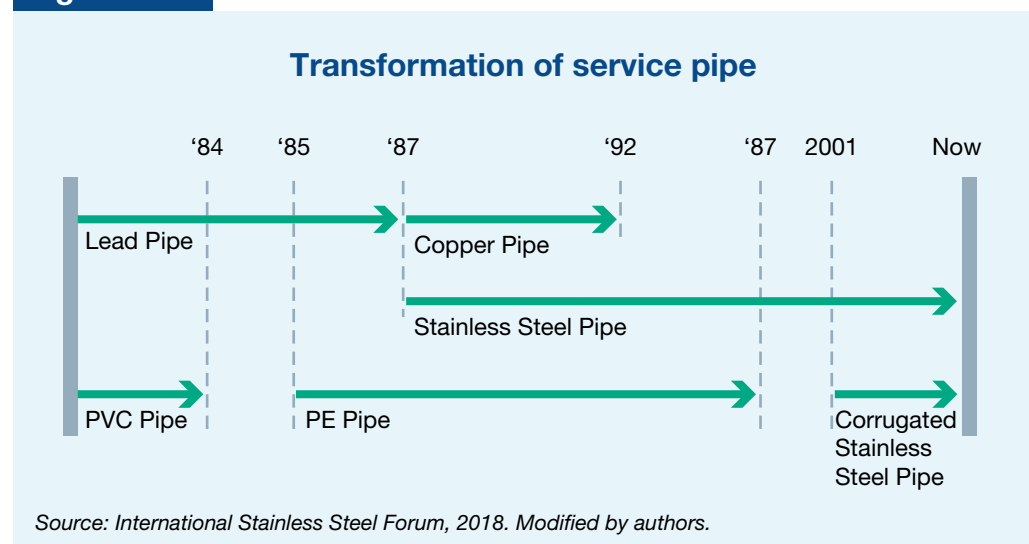 Transformation of service pipe
‘84 ‘85 ‘87 ‘92 ‘87 2001 Now
Lead Pipe
Copper Pipe
Stainless Steel Pipe
PVC Pipe
PE Pipe
Corrugated
Stainless
Steel Pipe
Source: International Stainless Steel Forum, 2018. Modified by authors.